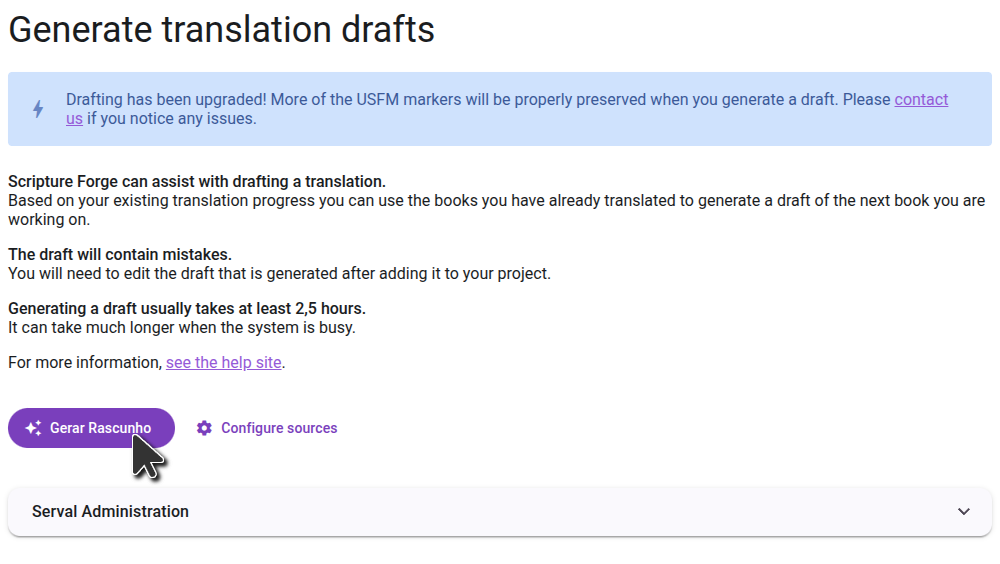 Generate translation drafts
Drafting has been upgraded! More of the USFM markers will be properly preserved when you generate a draft. Please contact
us if you notice any issues.
Scripture Forge can assist with drafting a translation.
Based on your existing translation progress you can use the books you have already translated to generate a draft of the next book you are
working on.
The draft will contain mistakes.
You will need to edit the draft that is generated after adding it to your project.
Generating a draft usually takes at least 2,5 hours.
It can take much longer when the system is busy.
For more information, see the help site.
Gerar Rascunho
Configure sources
Serval Administration